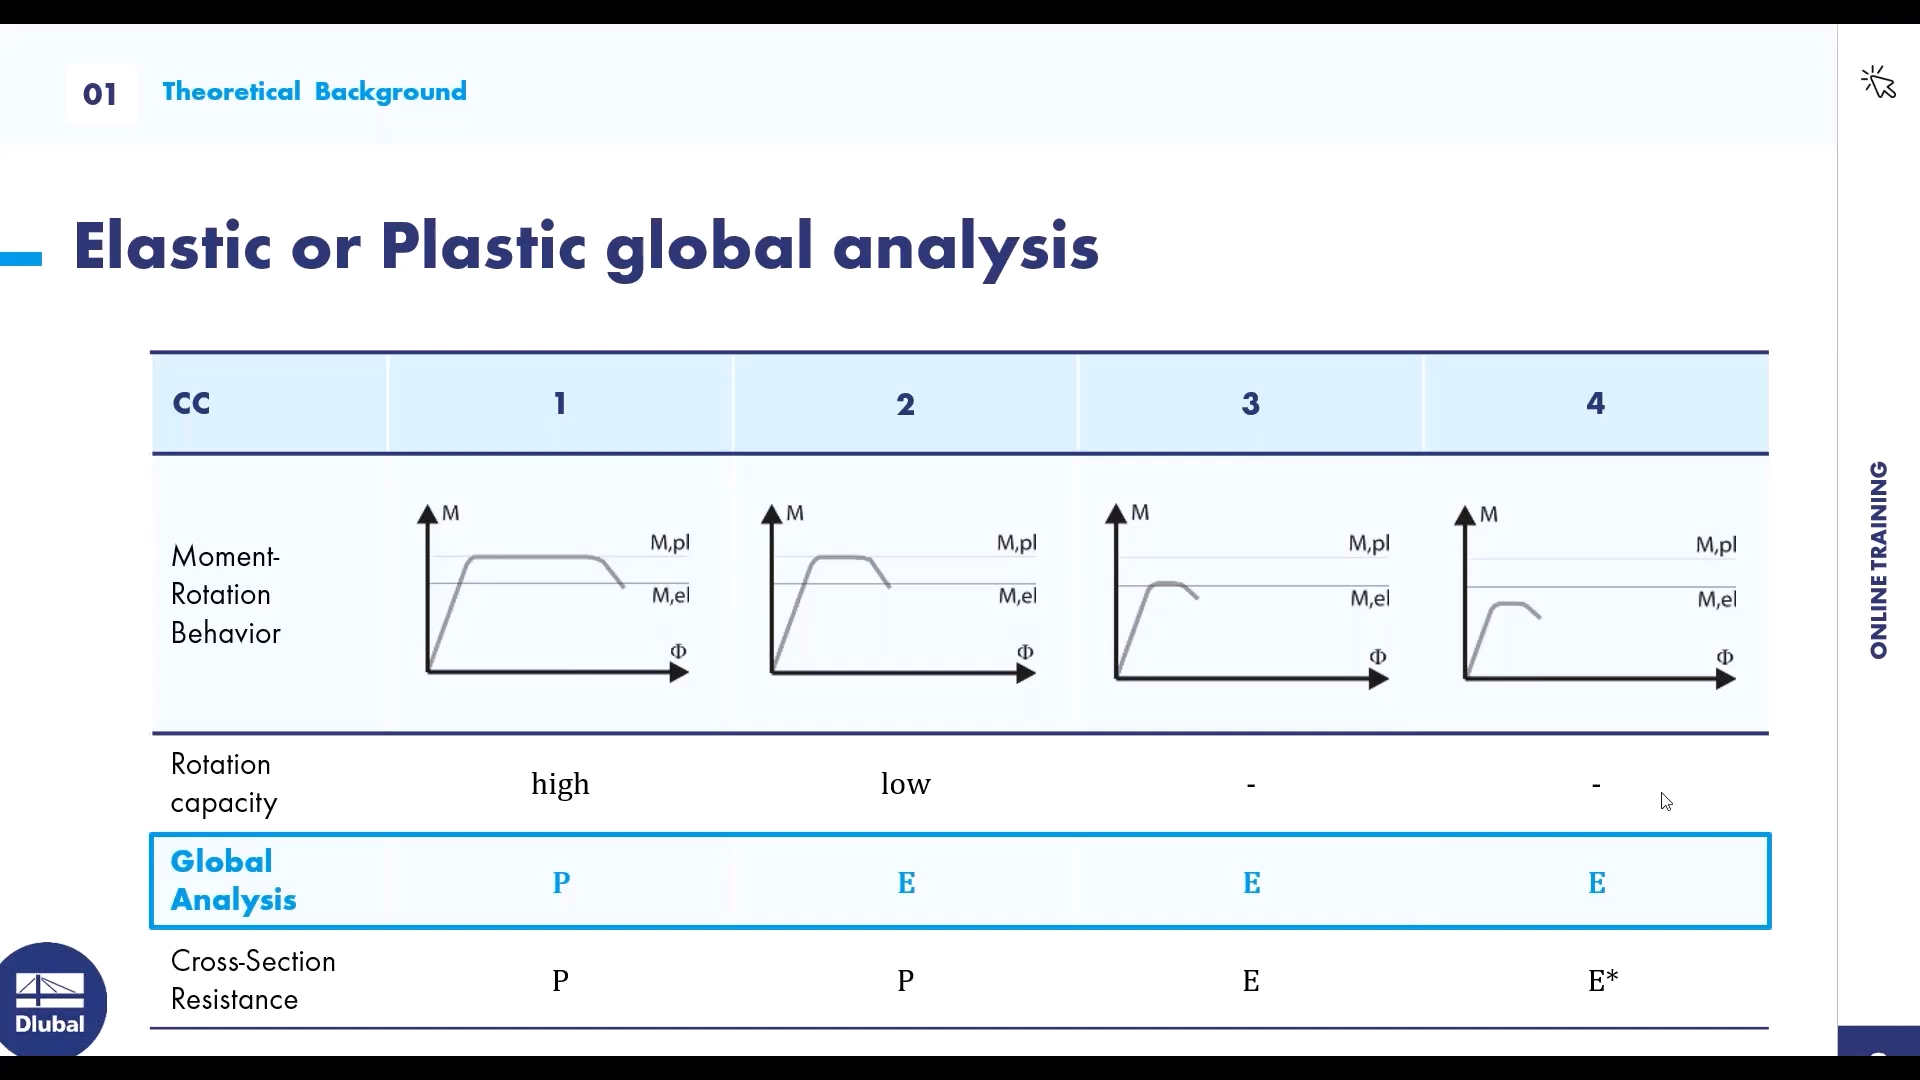 01 Theoretical Background
Elastic or Plastic global analysis
CC 1 2 3 4
Moment-
Rotation
Behavior
M M,pl M,el Φ
M M,pl M,el Φ
M M,pl M,el Φ
M M,pl M,el Φ
Rotation
capacity
high low - -
Global
Analysis
P E E E
Cross-Section
Resistance
P P E E*
ONLINE TRAINING
Dlubal